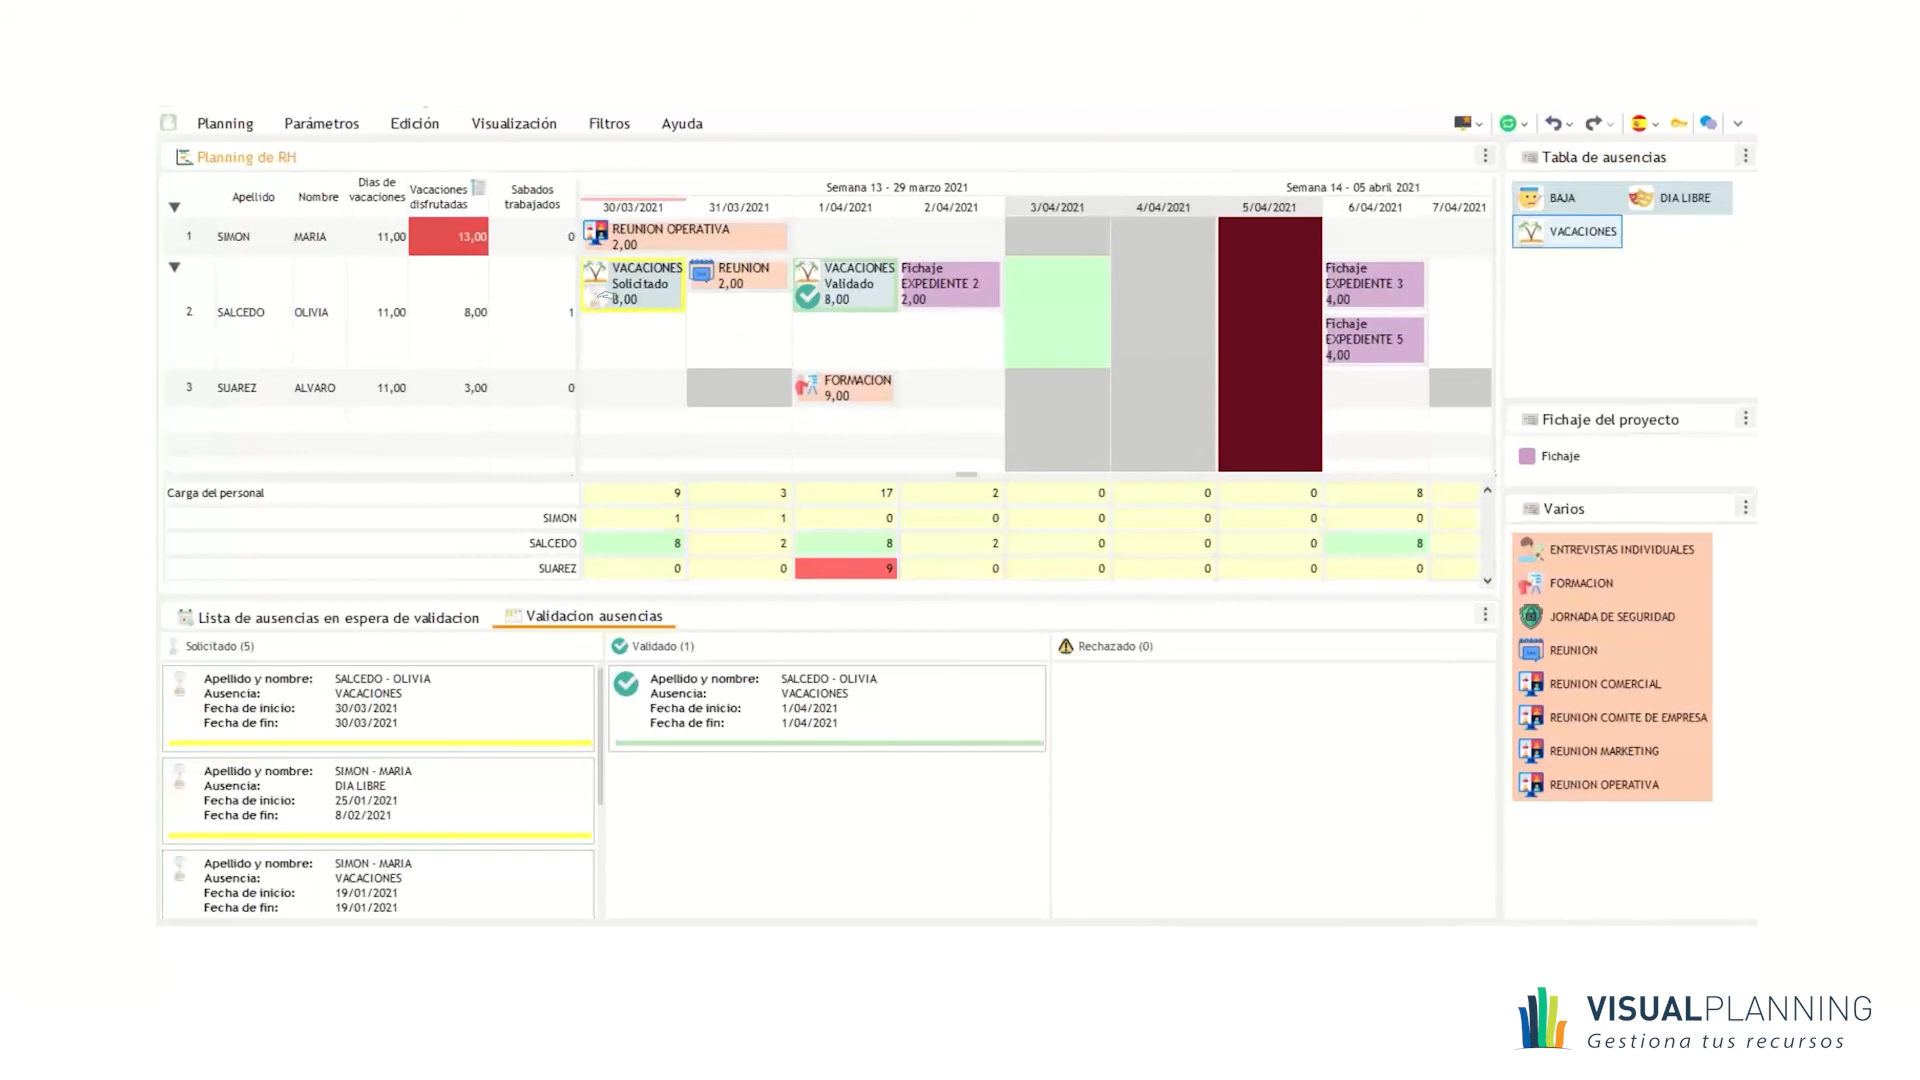 Planning Parámetros Edición Visualización Filtros Ayuda
Planning de RH
Apellido Nombre Dias de vacaciones Vacaciones disfrutadas Sabados trabajados
Semana 13 - 29 marzo 2021 Semana 14 - 05 abril 2021
30/03/2021 31/03/2021 1/04/2021 2/04/2021 3/04/2021 4/04/2021 5/04/2021 6/04/2021 7/04/2021
1 SIMON MARIA 11,00 13,00 0
REUNION OPERATIVA
2,00
2 SALCEDO OLIVIA 11,00 8,00 1
VACACIONES
Solicitado
8,00
REUNION
2,00
VACACIONES
Validado
8,00
Fichaje
EXPEDIENTE 2
2,00
Fichaje
EXPEDIENTE 3
4,00
Fichaje
EXPEDIENTE 5
4,00
3 SUAREZ ALVARO 11,00 3,00 0
FORMACION
9,00
Carga del personal 9 3 17 2 0 0 0 8
SIMON 1 1 0 0 0 0 0 0
SALCEDO 8 2 8 2 0 0 0 8
SUAREZ 0 0 9 0 0 0 0 0
Lista de ausencias en espera de validacion Validacion ausencias
Solicitado (5)
Apellido y nombre: SALCEDO - OLIVIA
Ausencia: VACACIONES
Fecha de inicio: 30/03/2021
Fecha de fin: 30/03/2021
Apellido y nombre: SIMON - MARIA
Ausencia: DIA LIBRE
Fecha de inicio: 25/01/2021
Fecha de fin: 8/02/2021
Apellido y nombre: SIMON - MARIA
Ausencia: VACACIONES
Fecha de inicio: 19/01/2021
Fecha de fin: 19/01/2021
Validado (1)
Apellido y nombre: SALCEDO - OLIVIA
Ausencia: VACACIONES
Fecha de inicio: 1/04/2021
Fecha de fin: 1/04/2021
Rechazado (0)
Tabla de ausencias
BAJA DIA LIBRE
VACACIONES
Fichaje del proyecto
Fichaje
Varios
ENTREVISTAS INDIVIDUALES
FORMACION
JORNADA DE SEGURIDAD
REUNION
REUNION COMERCIAL
REUNION COMITE DE EMPRESA
REUNION MARKETING
REUNION OPERATIVA
VISUALPLANNING
Gestiona tus recursos